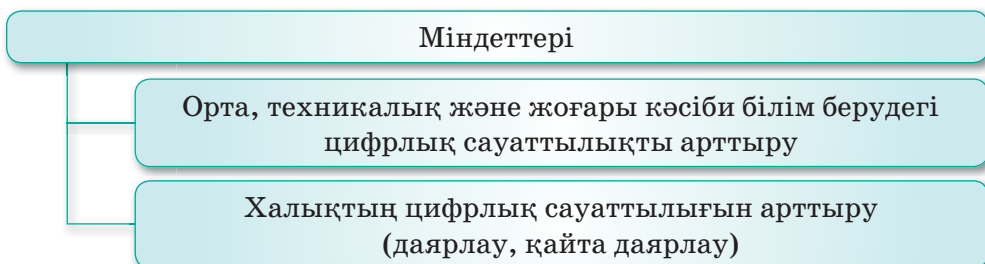 Міндеттері
Орта, техникалық және жоғары кәсіби білім берудегі
цифрлық сауаттылықты арттыру
Халықтың цифрлық сауаттылығын арттыру
(даярлау, қайта даярлау)